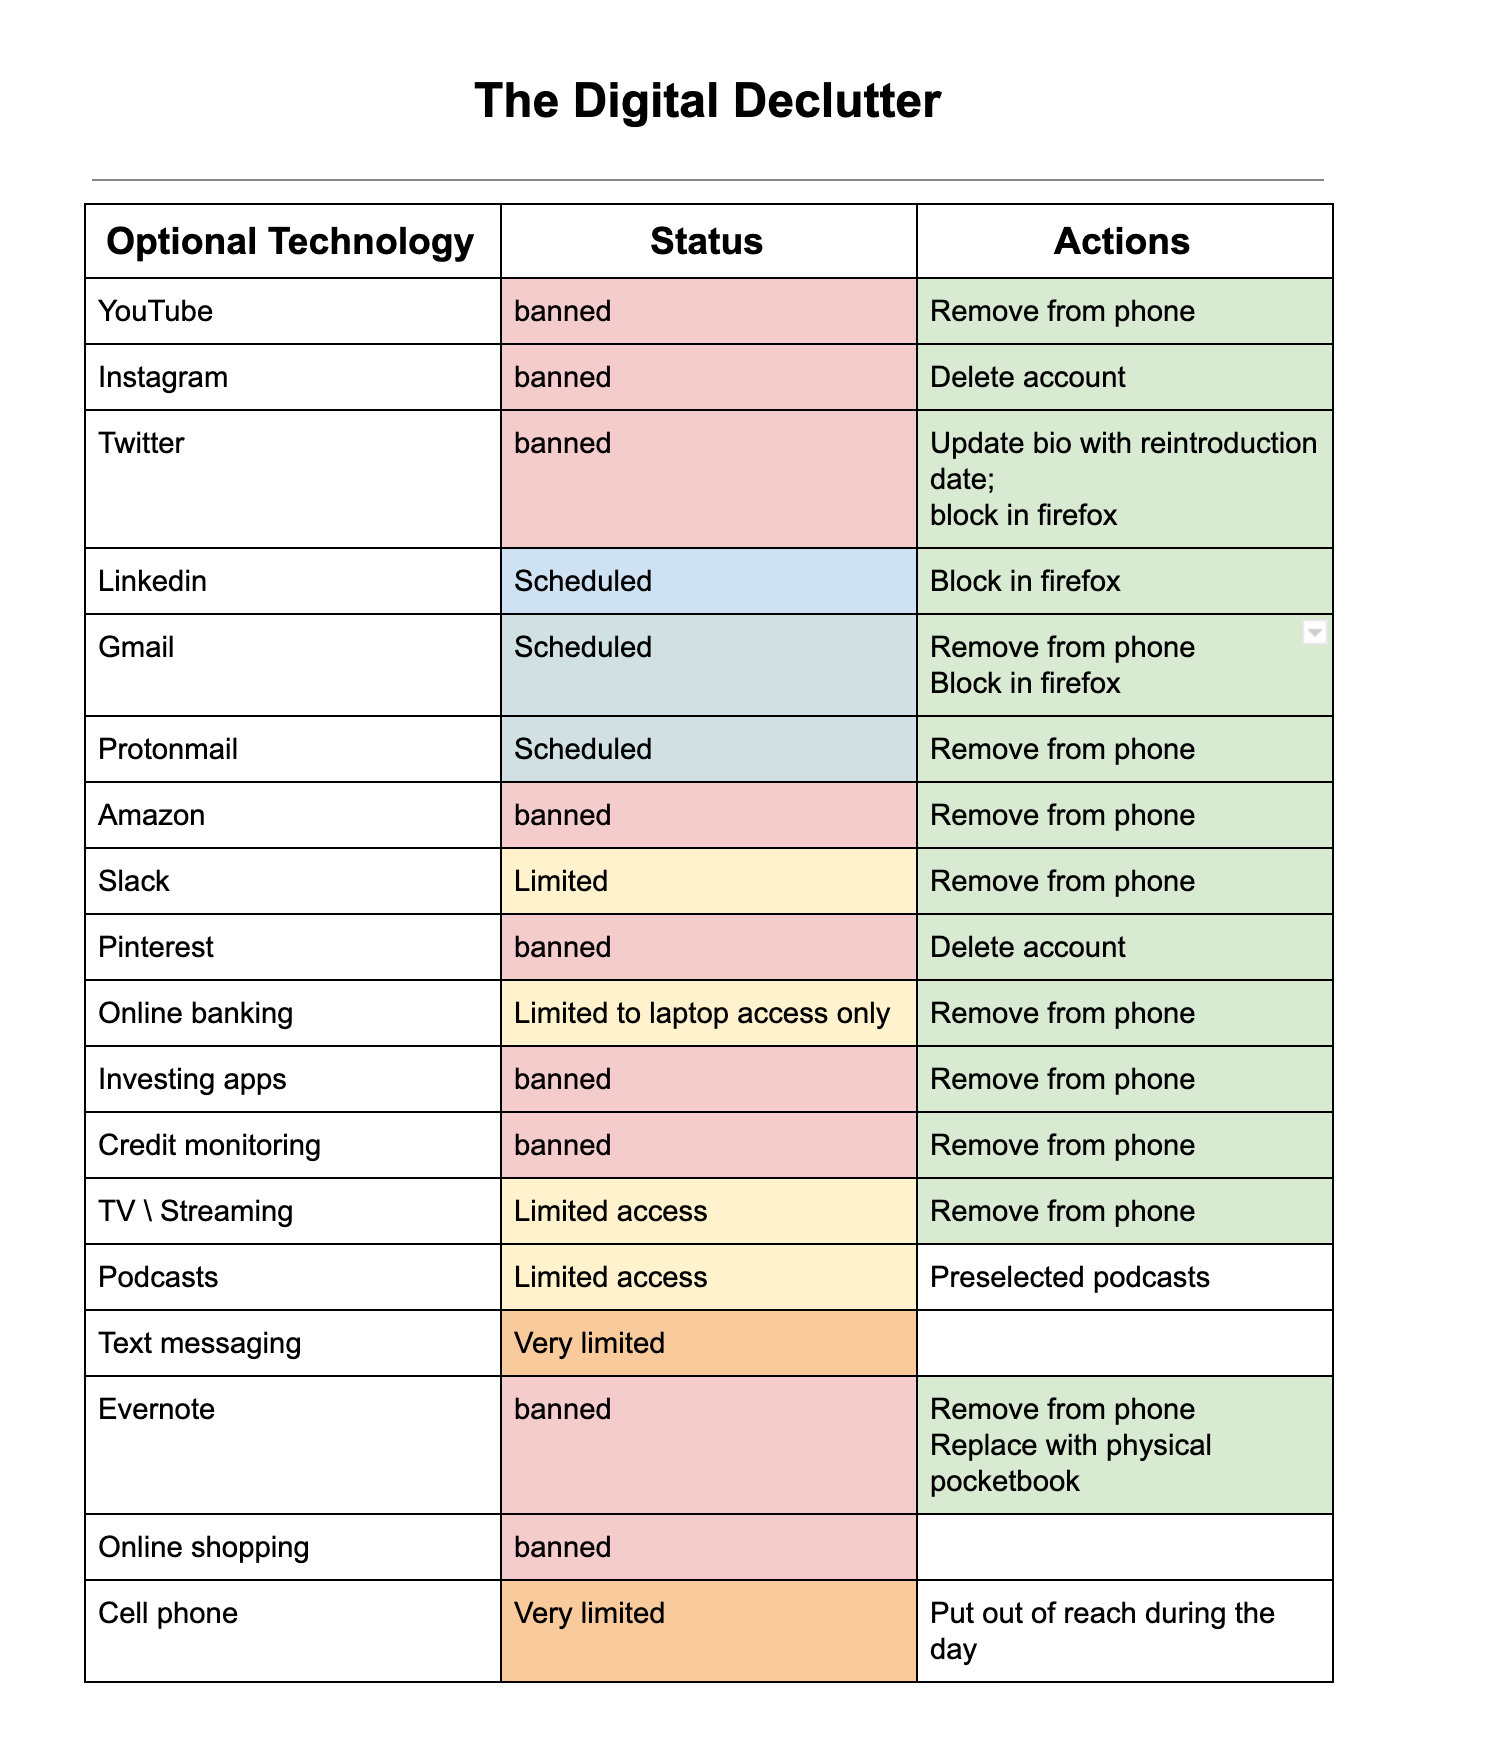 The Digital Declutter
Optional Technology Status Actions
YouTube banned Remove from phone
Instagram banned Delete account
Twitter banned Update bio with reintroduction
date;
block in firefox
Linkedin Scheduled Block in firefox
Gmail Scheduled Remove from phone
Block in firefox
Protonmail Scheduled Remove from phone
Amazon banned Remove from phone
Slack Limited Remove from phone
Pinterest banned Delete account
Online banking Limited to laptop access only Remove from phone
Investing apps banned Remove from phone
Credit monitoring banned Remove from phone
TV \ Streaming Limited access Remove from phone
Podcasts Limited access Preselected podcasts
Text messaging Very limited
Evernote banned Remove from phone
Replace with physical
pocketbook
Online shopping banned
Cell phone Very limited Put out of reach during the
day